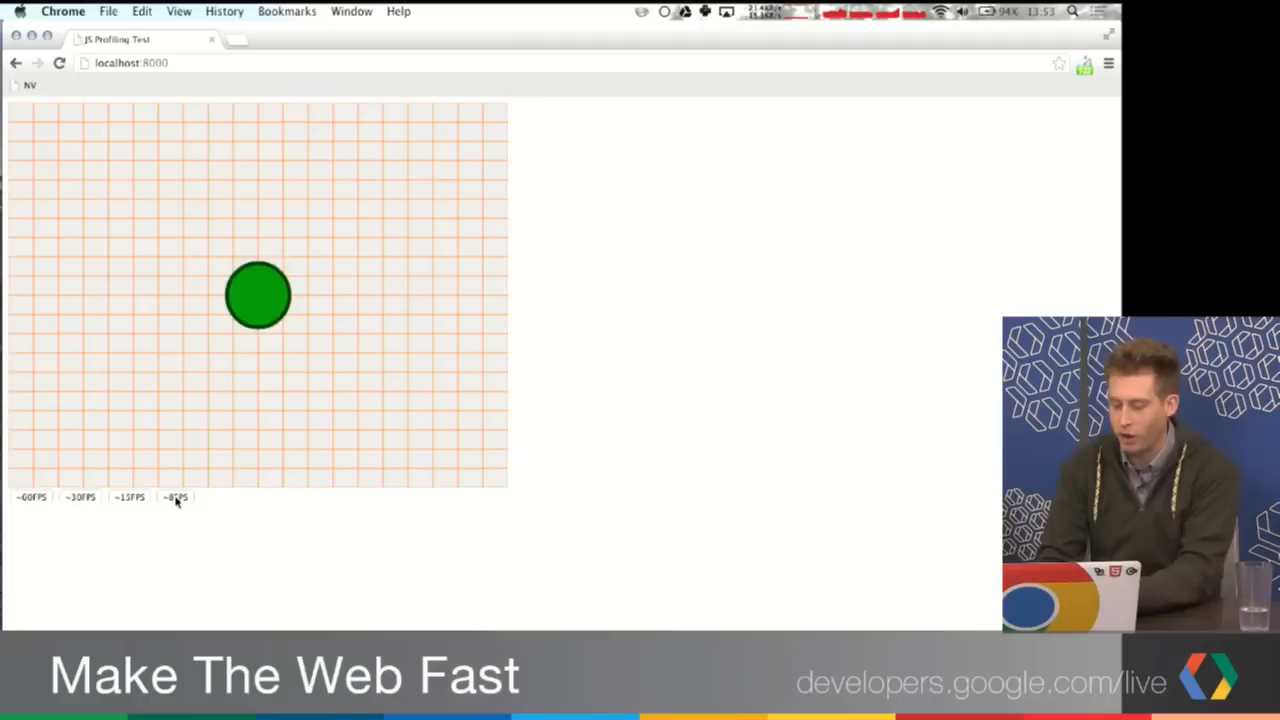 Chrome File Edit View History Bookmarks Window Help
94% 13:53
JS Profiling Test
localhost:8000
NV
~60FPS ~30FPS ~15FPS
Make The Web Fast
developers.google.com/live